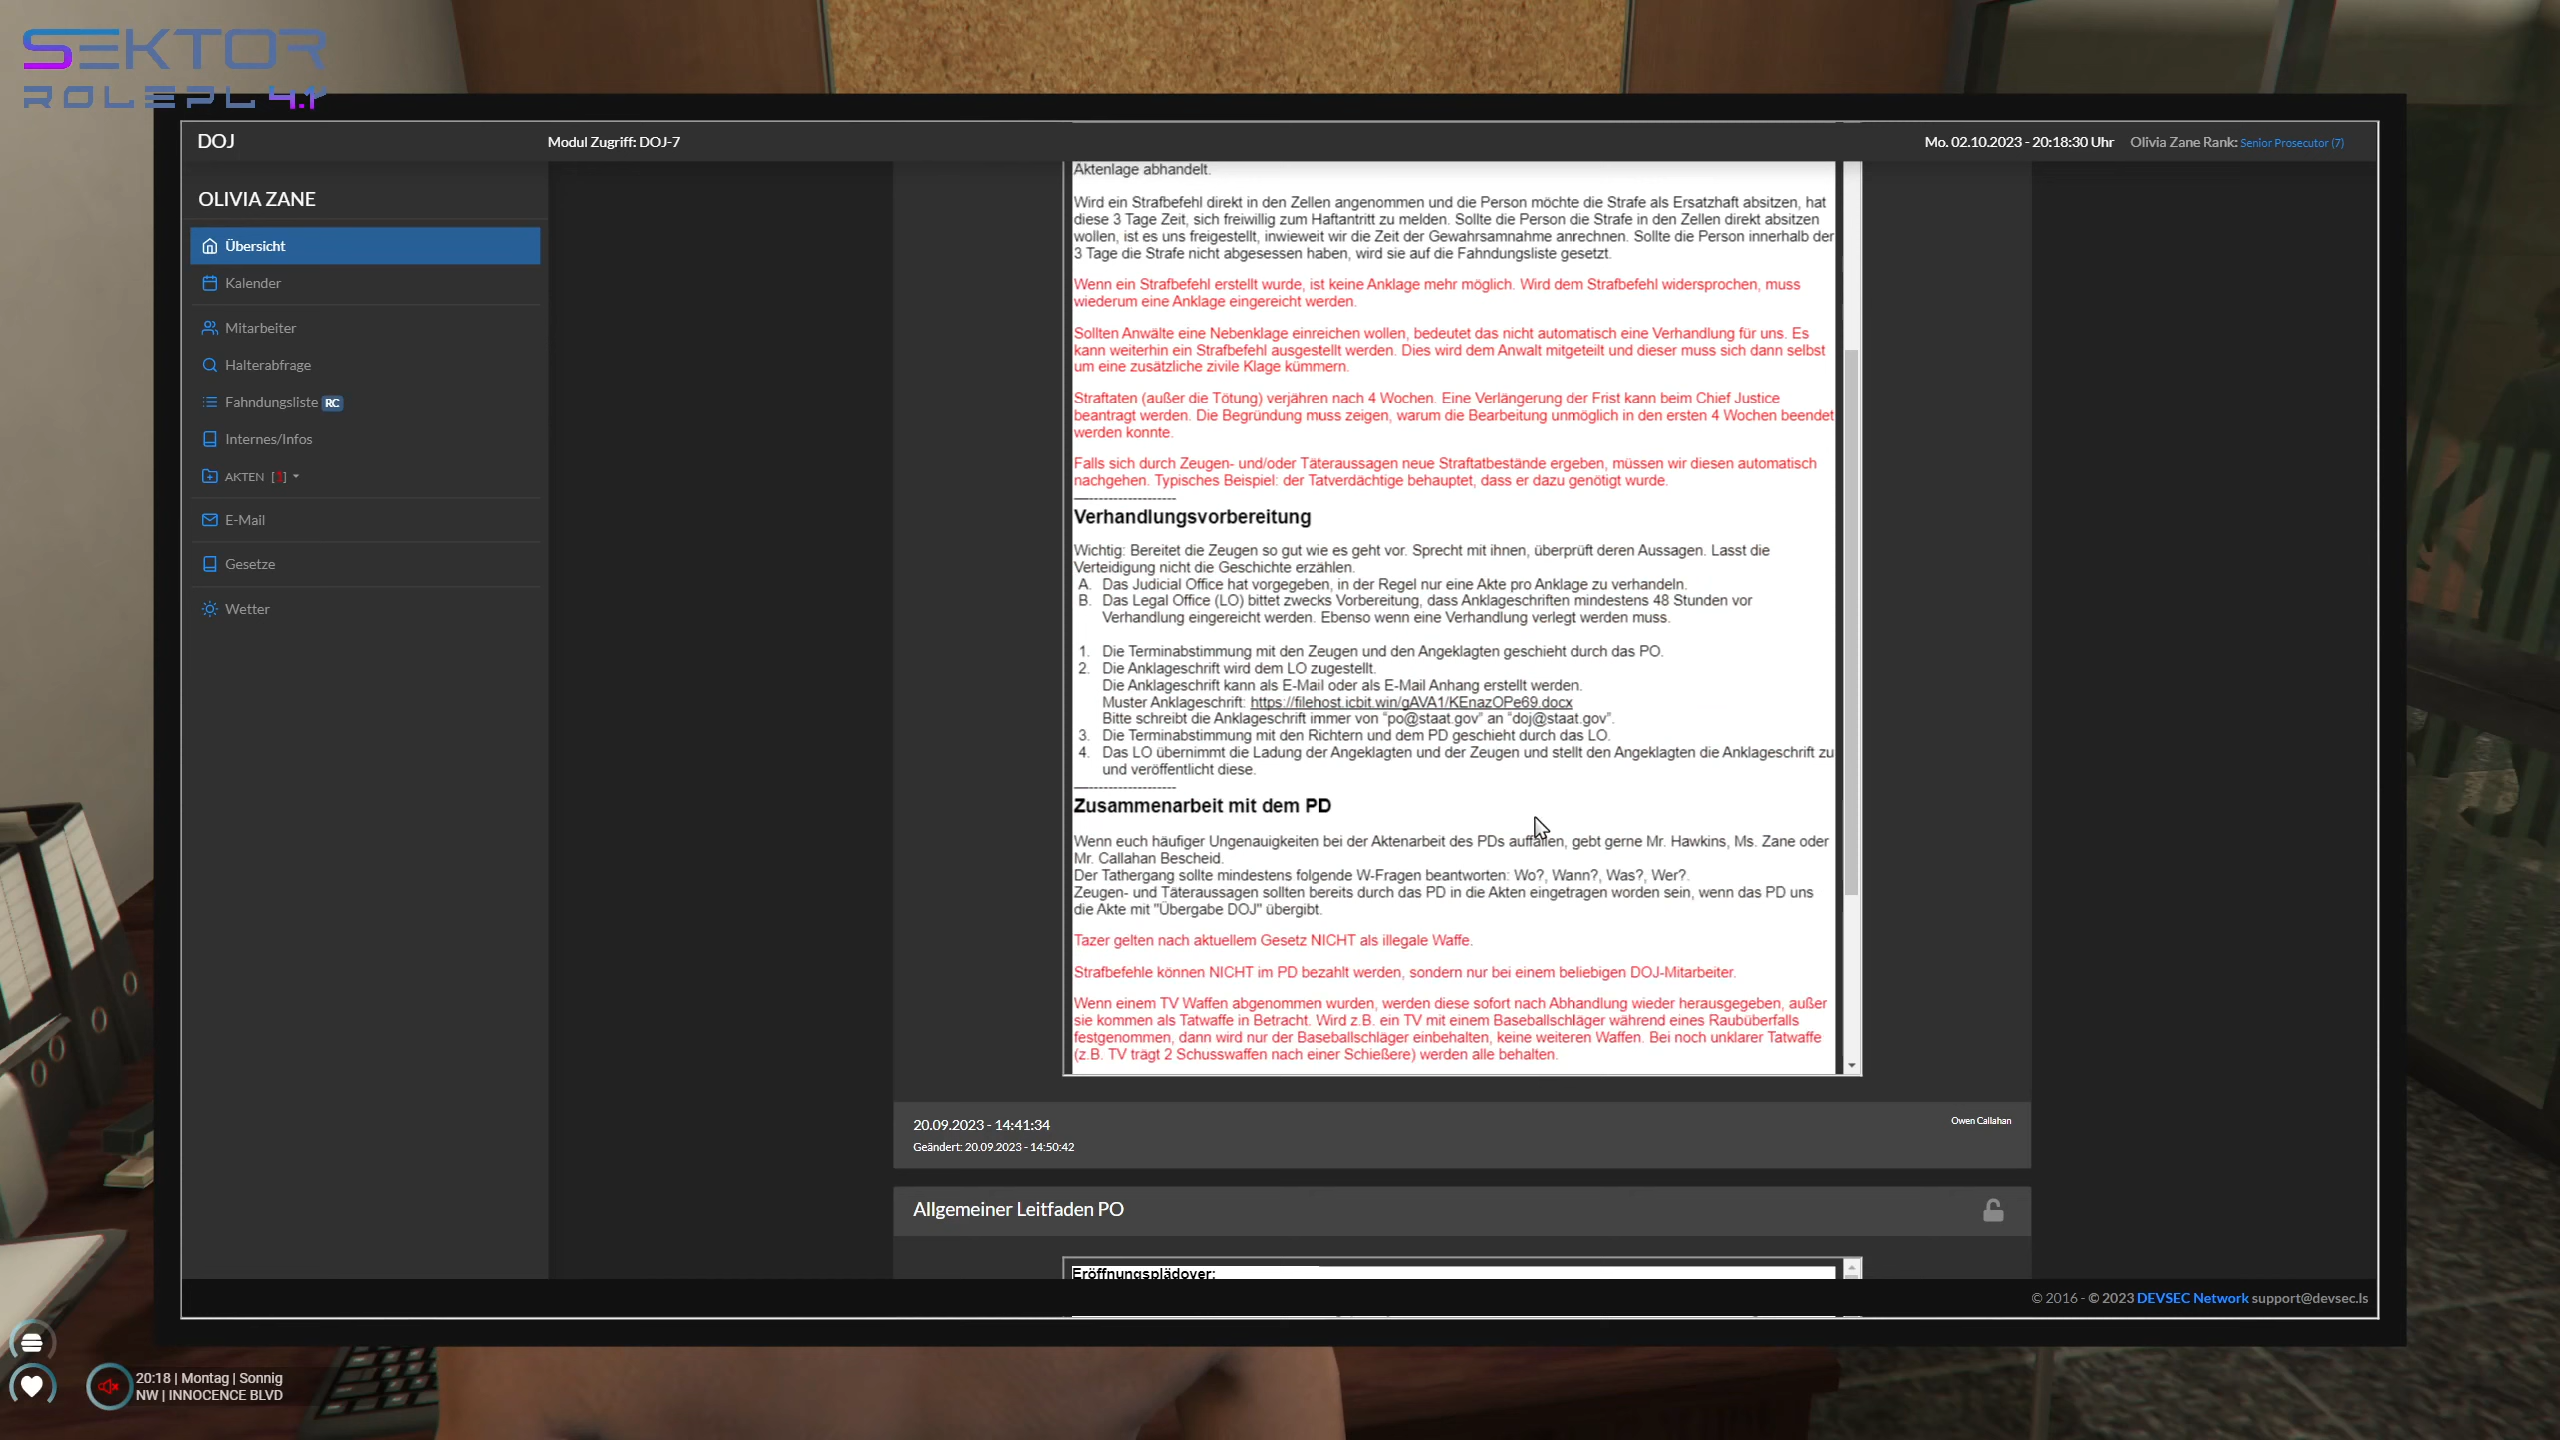 SEKTOR
ROLEPL4.Y
DOJ
Modul Zugriff: DOJ-7
Mo. 02.10.2023 - 20:18:30 Uhr
Olivia Zane Rank: Senior Prosecutor (7)
OLIVIA ZANE
Übersicht
Kalender
Mitarbeiter
Halterabfrage
Fahndungsliste RC
Internes/Infos
AKTEN
E-Mail
Gesetze
Wetter
Aktenlage abhandelt.
Wird ein Strafbefehl direkt in den Zellen angenommen und die Person möchte die Strafe als Ersatzhaft absitzen, hat
diese 3 Tage Zeit, sich freiwillig zum Haftantritt zu melden. Sollte die Person die Strafe in den Zellen direkt absitzen
wollen, ist es uns freigestellt, inwieweit wir die Zeit der Gewahrsamnahme anrechnen. Sollte die Person innerhalb der
3 Tage die Strafe nicht abgesessen haben, wird sie auf die Fahndungsliste gesetzt.
Wenn ein Strafbefehl erstellt wurde, ist keine Anklage mehr möglich. Wird dem Strafbefehl widersprochen, muss
wiederum eine Anklage eingereicht werden.
Sollten Anwälte eine Nebenklage einreichen wollen, bedeutet das nicht automatisch eine Verhandlung für uns. Es
kann weiterhin ein Strafbefehl ausgestellt werden. Dies wird dem Anwalt mitgeteilt und dieser muss sich dann selbst
um eine zusätzliche zivile Klage kümmern.
Straftaten (außer die Tötung) verjähren nach 4 Wochen. Eine Verlängerung der Frist kann beim Chief Justice
beantragt werden. Die Begründung muss zeigen, warum die Bearbeitung unmöglich in den ersten 4 Wochen beendet
werden konnte.
Falls sich durch Zeugen- und/oder Täteraussagen neue Straftatbestände ergeben, müssen wir diesen automatisch
nachgehen. Typisches Beispiel: der Tatverdächtige behauptet, dass er dazu genötigt wurde.
—-------------------
Verhandlungsvorbereitung
Wichtig: Bereitet die Zeugen so gut wie es geht vor. Sprecht mit ihnen, überprüft deren Aussagen. Lasst die
Verteidigung nicht die Geschichte erzählen.
A. Das Judicial Office hat vorgegeben, in der Regel nur eine Akte pro Anklage zu verhandeln.
B. Das Legal Office (LO) bittet zwecks Vorbereitung, dass Anklageschriften mindestens 48 Stunden vor
Verhandlung eingereicht werden. Ebenso wenn eine Verhandlung verlegt werden muss.
1. Die Terminabstimmung mit den Zeugen und den Angeklagten geschieht durch das PO.
2. Die Anklageschrift wird dem LO zugestellt.
Die Anklageschrift kann als E-Mail oder als E-Mail Anhang erstellt werden.
Muster Anklageschrift: https://filehost.icbit.win/gAVA1/KEnazOPe69.docx
Bitte schreibt die Anklageschrift immer von "po@staat.gov" an "doj@staat.gov".
3. Die Terminabstimmung mit den Richtern und dem PD geschieht durch das LO.
4. Das LO übernimmt die Ladung der Angeklagten und der Zeugen und stellt den Angeklagten die Anklageschrift zu
und veröffentlicht diese.
—-------------------
Zusammenarbeit mit dem PD
Wenn euch häufiger Ungenauigkeiten bei der Aktenarbeit des PDs auffallen, gebt gerne Mr. Hawkins, Ms. Zane oder
Mr. Callahan Bescheid.
Der Tathergang sollte mindestens folgende W-Fragen beantworten: Wo?, Wann?, Was?, Wer?.
Zeugen- und Täteraussagen sollten bereits durch das PD in die Akten eingetragen worden sein, wenn das PD uns
die Akte mit "Übergabe DOJ" übergibt.
Tazer gelten nach aktuellem Gesetz NICHT als illegale Waffe.
Strafbefehle können NICHT im PD bezahlt werden, sondern nur bei einem beliebigen DOJ-Mitarbeiter.
Wenn einem TV Waffen abgenommen wurden, werden diese sofort nach Abhandlung wieder herausgegeben, außer
sie kommen als Tatwaffe in Betracht. Wird z.B. ein TV mit einem Baseballschläger während eines Raubüberfalls
festgenommen, dann wird nur der Baseballschläger einbehalten, keine weiteren Waffen. Bei noch unklarer Tatwaffe
(z.B. TV trägt 2 Schusswaffen nach einer Schießere) werden alle behalten.
20.09.2023 - 14:41:34
Owen Callahan
Geändert: 20.09.2023 - 14:50:42
Allgemeiner Leitfaden PO
Eröffnungsplädoyer:
© 2016 - © 2023 DEVSEC Network support@devsec.ls
20:18 | Montag | Sonnig
NW | INNOCENCE BLVD